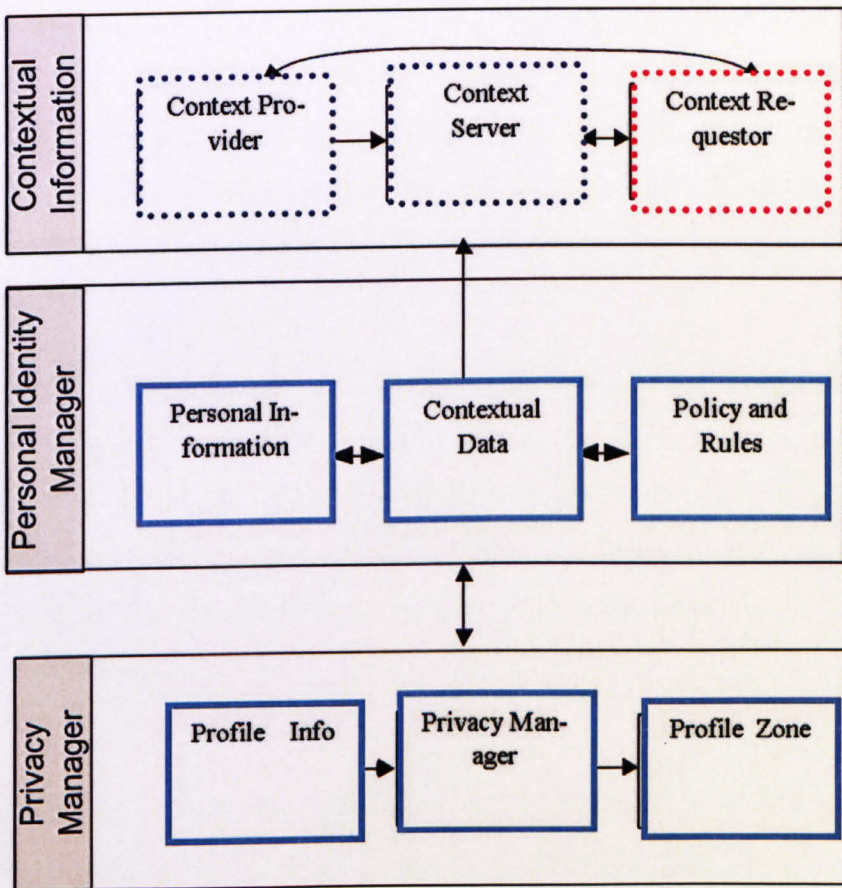 Contextual
Information
Context Pro-
vider
Context
Server
Context Re-
questor
Personal Identity
Manager
Personal In-
formation
Contextual
Data
Policy and
Rules
Privacy
Manager
Profile Info
Privacy Man-
ager
Profile Zone